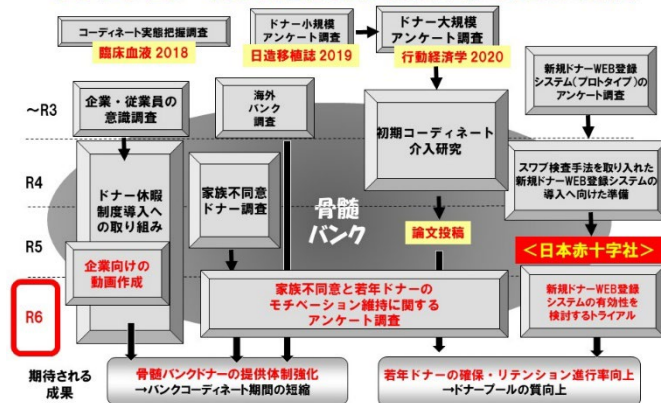 コーディネート実態把握調査
臨床血液 2018
ドナー小規模
アンケート調査
日造移植誌 2019
ドナー大規模
アンケート調査
行動経済学 2020
新規ドナーWEB登録
システム(プロトタイプ)の
アンケート調査
～R3
企業・従業員の
意識調査
海外
バンク
調査
初期コーディネート
介入研究
R4
ドナー休暇
制度導入へ
の取り組み
家族不同意
ドナー調査
骨髄
バンク
スワブ検査手法を取り入れた
新規ドナーWEB登録システムの
導入へ向けた準備
R5
論文投稿
＜日本赤十字社＞
企業向けの
動画作成
R6
家族不同意と若年ドナーの
モチベーション維持に関する
アンケート調査
新規ドナーWEB登録
システムの有効性を
検討するトライアル
期待される
成果
骨髄バンクドナーの提供体制強化
→バンクコーディネート期間の短縮
若年ドナーの確保・リテンション進行率向上
→ドナープールの質向上